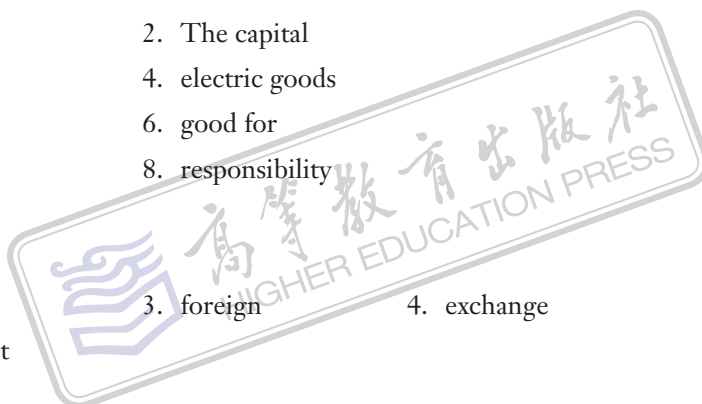 2. The capital
4. electric goods
6. good for
8. responsibility
高等教育出版社
HIGHER EDUCATION PRESS
3. foreign 4. exchange
t